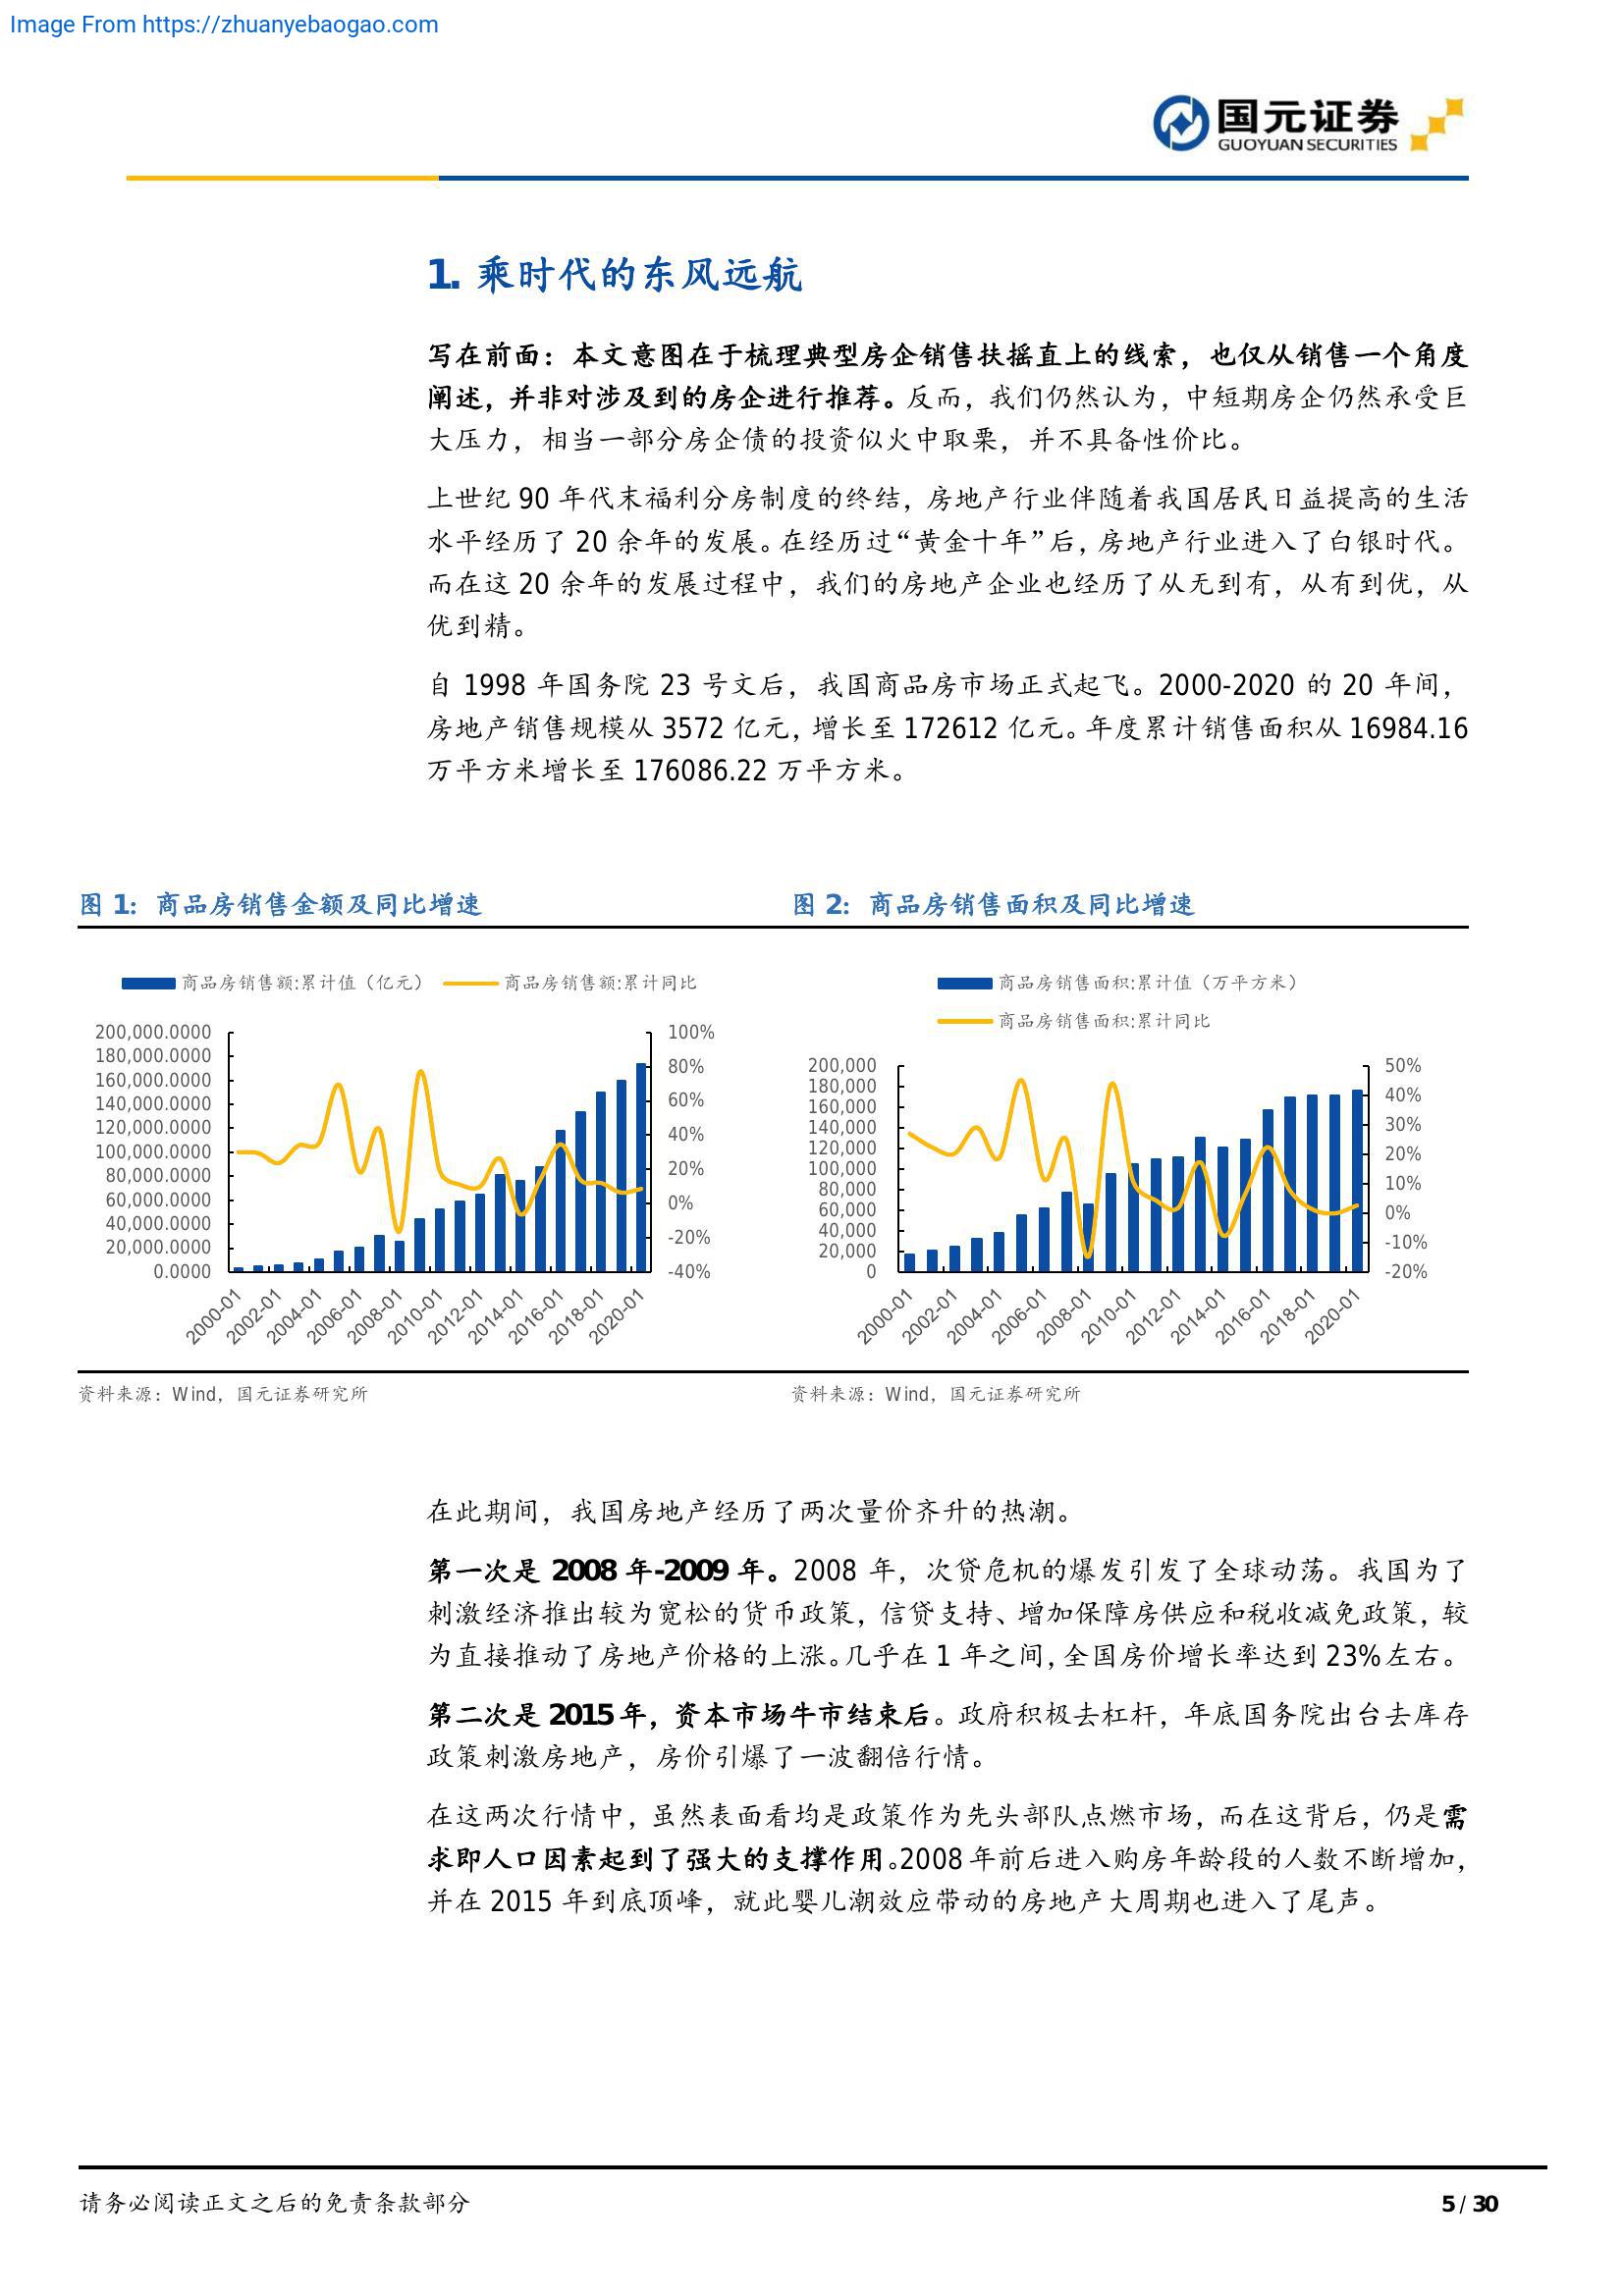 Image From https://zhuanyebaogao.com
国元证券
GUOYUAN SECURITIES
1. 乘时代的东风远航
写在前面：本文意图在于梳理典型房企销售扶摇直上的线索，也仅从销售一个角度
阐述，并非对涉及到的房企进行推荐。反而，我们仍然认为，中短期房企仍然承受巨
大压力，相当一部分房企债的投资似火中取栗，并不具备性价比。
上世纪 90 年代末福利分房制度的终结，房地产行业伴随着我国居民日益提高的生活
水平经历了 20 余年的发展。在经历过“黄金十年”后，房地产行业进入了白银时代。
而在这 20 余年的发展过程中，我们的房地产企业也经历了从无到有，从有到优，从
优到精。
自 1998 年国务院 23 号文后，我国商品房市场正式起飞。2000-2020 的 20 年间，
房地产销售规模从 3572 亿元，增长至 172612 亿元。年度累计销售面积从 16984.16
万平方米增长至 176086.22 万平方米。
图 1：商品房销售金额及同比增速
商品房销售额:累计值（亿元）
商品房销售额:累计同比
200,000.0000
180,000.0000
160,000.0000
140,000.0000
120,000.0000
100,000.0000
80,000.0000
60,000.0000
40,000.0000
20,000.0000
0.0000
100%
80%
60%
40%
20%
0%
-20%
-40%
2000-01
2002-01
2004-01
2006-01
2008-01
2010-01
2012-01
2014-01
2016-01
2018-01
2020-01
资料来源：Wind，国元证券研究所
图 2：商品房销售面积及同比增速
商品房销售面积:累计值（万平方米）
商品房销售面积:累计同比
200,000
180,000
160,000
140,000
120,000
100,000
80,000
60,000
40,000
20,000
0
50%
40%
30%
20%
10%
0%
-10%
-20%
2000-01
2002-01
2004-01
2006-01
2008-01
2010-01
2012-01
2014-01
2016-01
2018-01
2020-01
资料来源：Wind，国元证券研究所
在此期间，我国房地产经历了两次量价齐升的热潮。
第一次是 2008 年-2009 年。2008 年，次贷危机的爆发引发了全球动荡。我国为了
刺激经济推出较为宽松的货币政策，信贷支持、增加保障房供应和税收减免政策，较
为直接推动了房地产价格的上涨。几乎在 1 年之间，全国房价增长率达到 23%左右。
第二次是 2015 年，资本市场牛市结束后。政府积极去杠杆，年底国务院出台去库存
政策刺激房地产，房价引爆了一波翻倍行情。
在这两次行情中，虽然表面看均是政策作为先头部队点燃市场，而在这背后，仍是需
求即人口因素起到了强大的支撑作用。2008 年前后进入购房年龄段的人数不断增加，
并在 2015 年到底顶峰，就此婴儿潮效应带动的房地产大周期也进入了尾声。
请务必阅读正文之后的免责条款部分
5 / 30